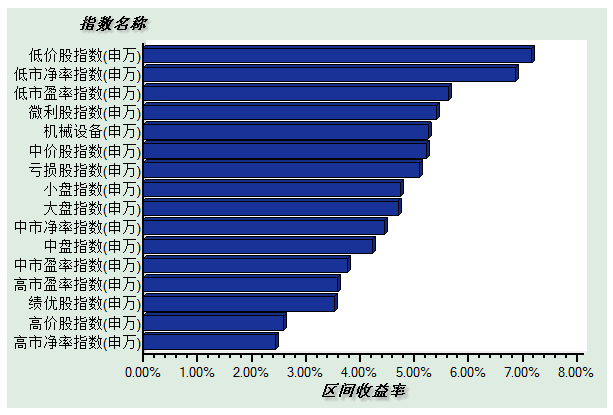 指数名称
低价股指数(申万)
低市净率指数(申万)
低市盈率指数(申万)
微利股指数(申万)
机械设备(申万)
中价股指数(申万)
亏损股指数(申万)
小盘指数(申万)
大盘指数(申万)
中市净率指数(申万)
中盘指数(申万)
中市盈率指数(申万)
高市盈率指数(申万)
绩优股指数(申万)
高价股指数(申万)
高市净率指数(申万)
0.00% 1.00% 2.00% 3.00% 4.00% 5.00% 6.00% 7.00% 8.00%
区间收益率